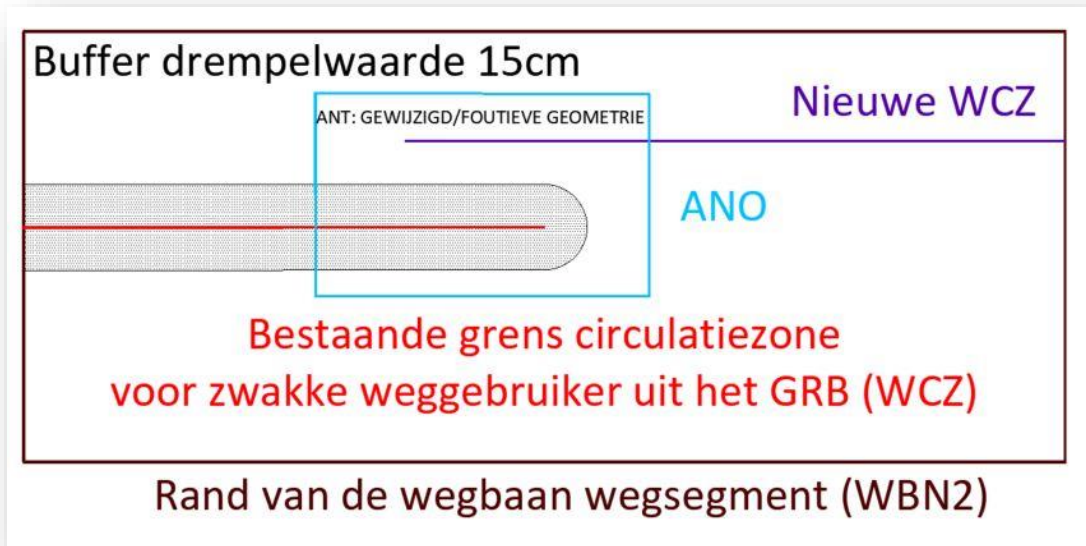 Buffer drempelwaarde 15cm
Nieuwe WCZ
ANT: GEWIJZIGD/FOUTIEVE GEOMETRIE
ANO
Bestaande grens circulatiezone
voor zwakke weggebruiker uit het GRB (WCZ)
Rand van de wegbaan wegsegment (WBN2)